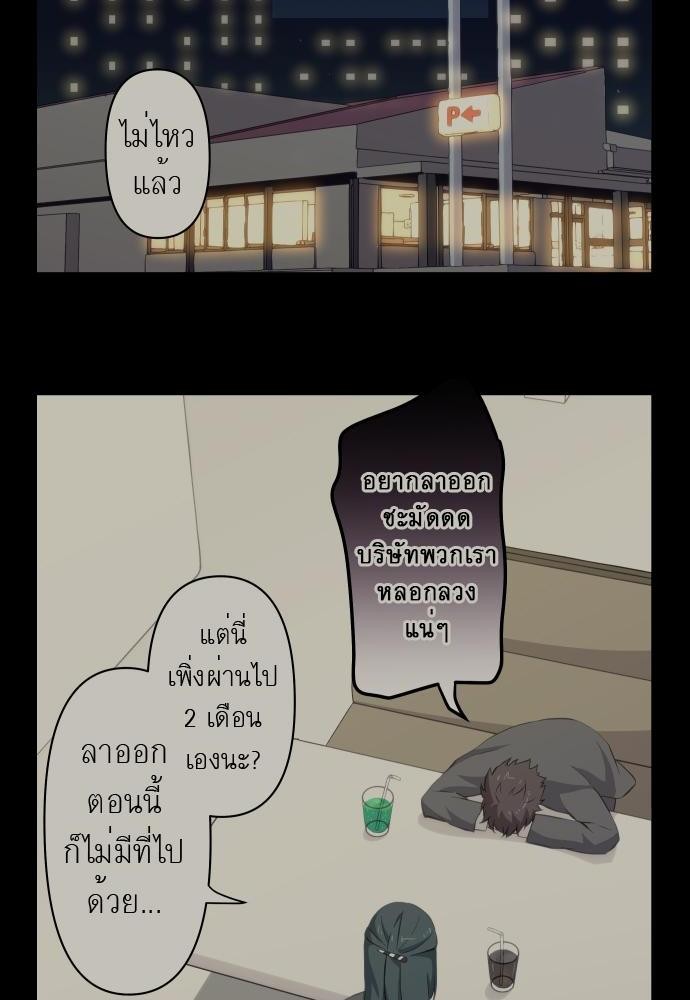 P←
ไม่ไหว
แล้ว
อยากลาออก
ชะมัดดด
บริษัทพวกเรา
หลอกลวง
แน่ๆ
แต่นี่
เพิ่งผ่านไป
2 เดือน
เองนะ?
ลาออก
ตอนนี้
ก็ไม่มีที่ไป
ด้วย...